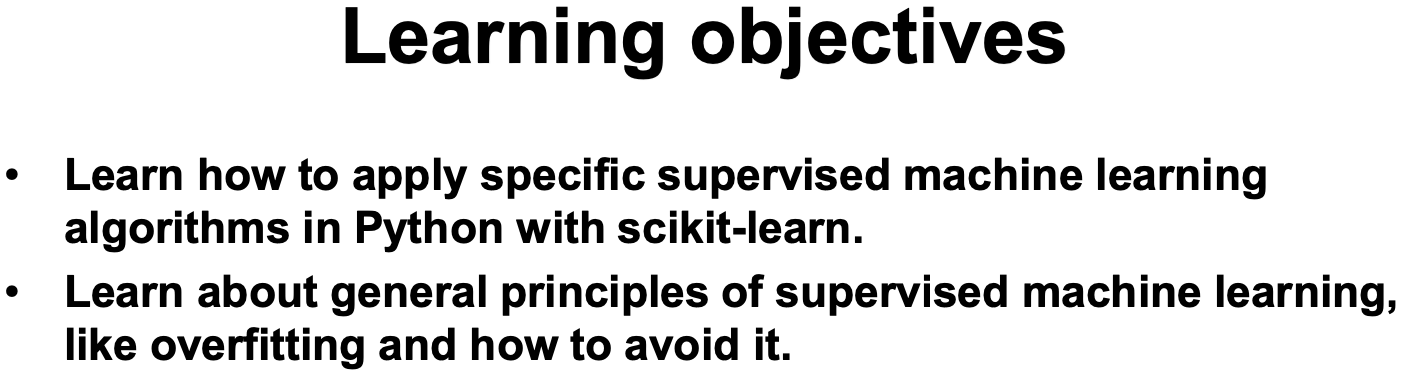 Learning objectives
• Learn how to apply specific supervised machine learning
algorithms in Python with scikit-learn.
• Learn about general principles of supervised machine learning,
like overfitting and how to avoid it.